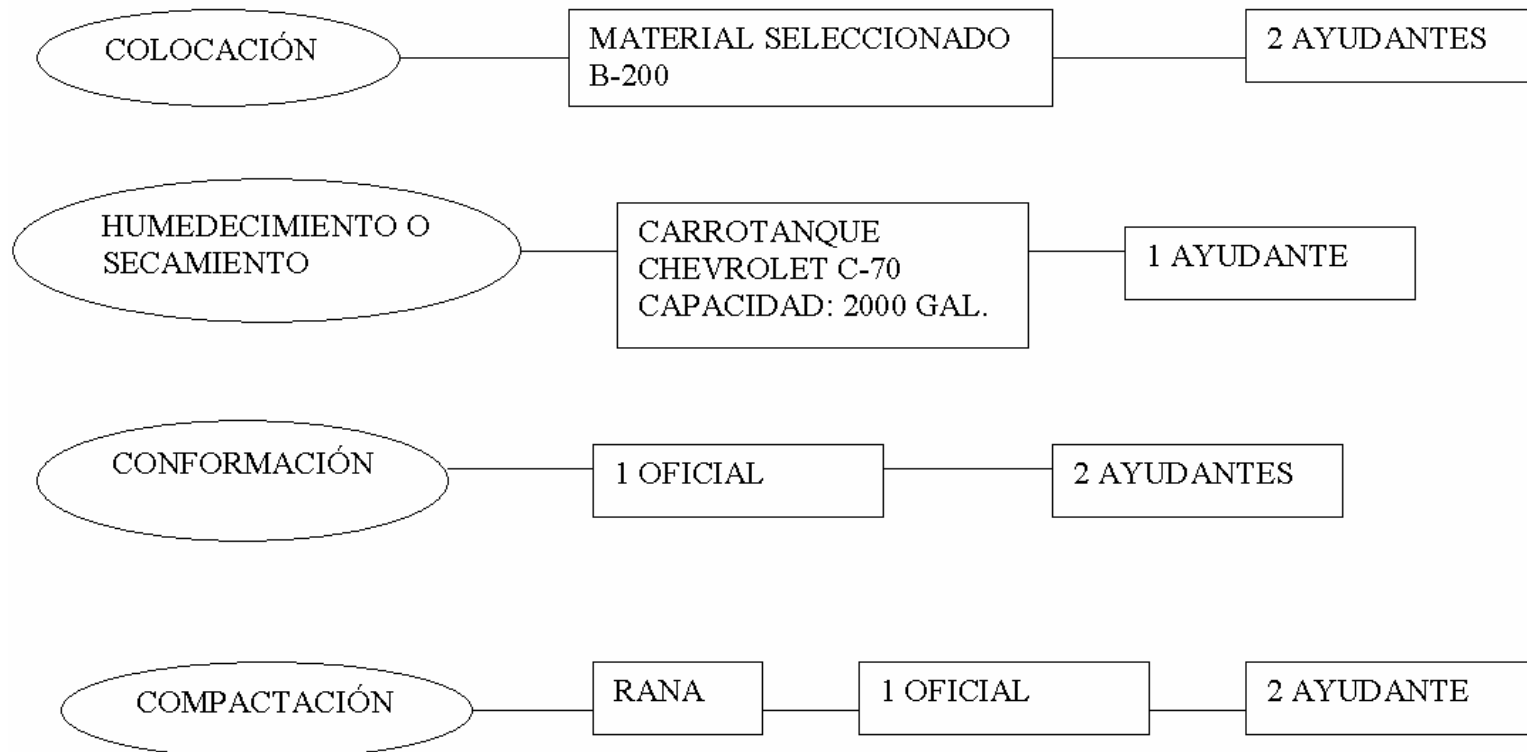 COLOCACIÓN
MATERIAL SELECCIONADO
B-200
2 AYUDANTES
HUMEDECIMIENTO O
SECAMIENTO
CARROTANQUE
CHEVROLET C-70
CAPACIDAD: 2000 GAL.
1 AYUDANTE
CONFORMACIÓN
1 OFICIAL
2 AYUDANTES
COMPACTACIÓN
RANA
1 OFICIAL
2 AYUDANTE